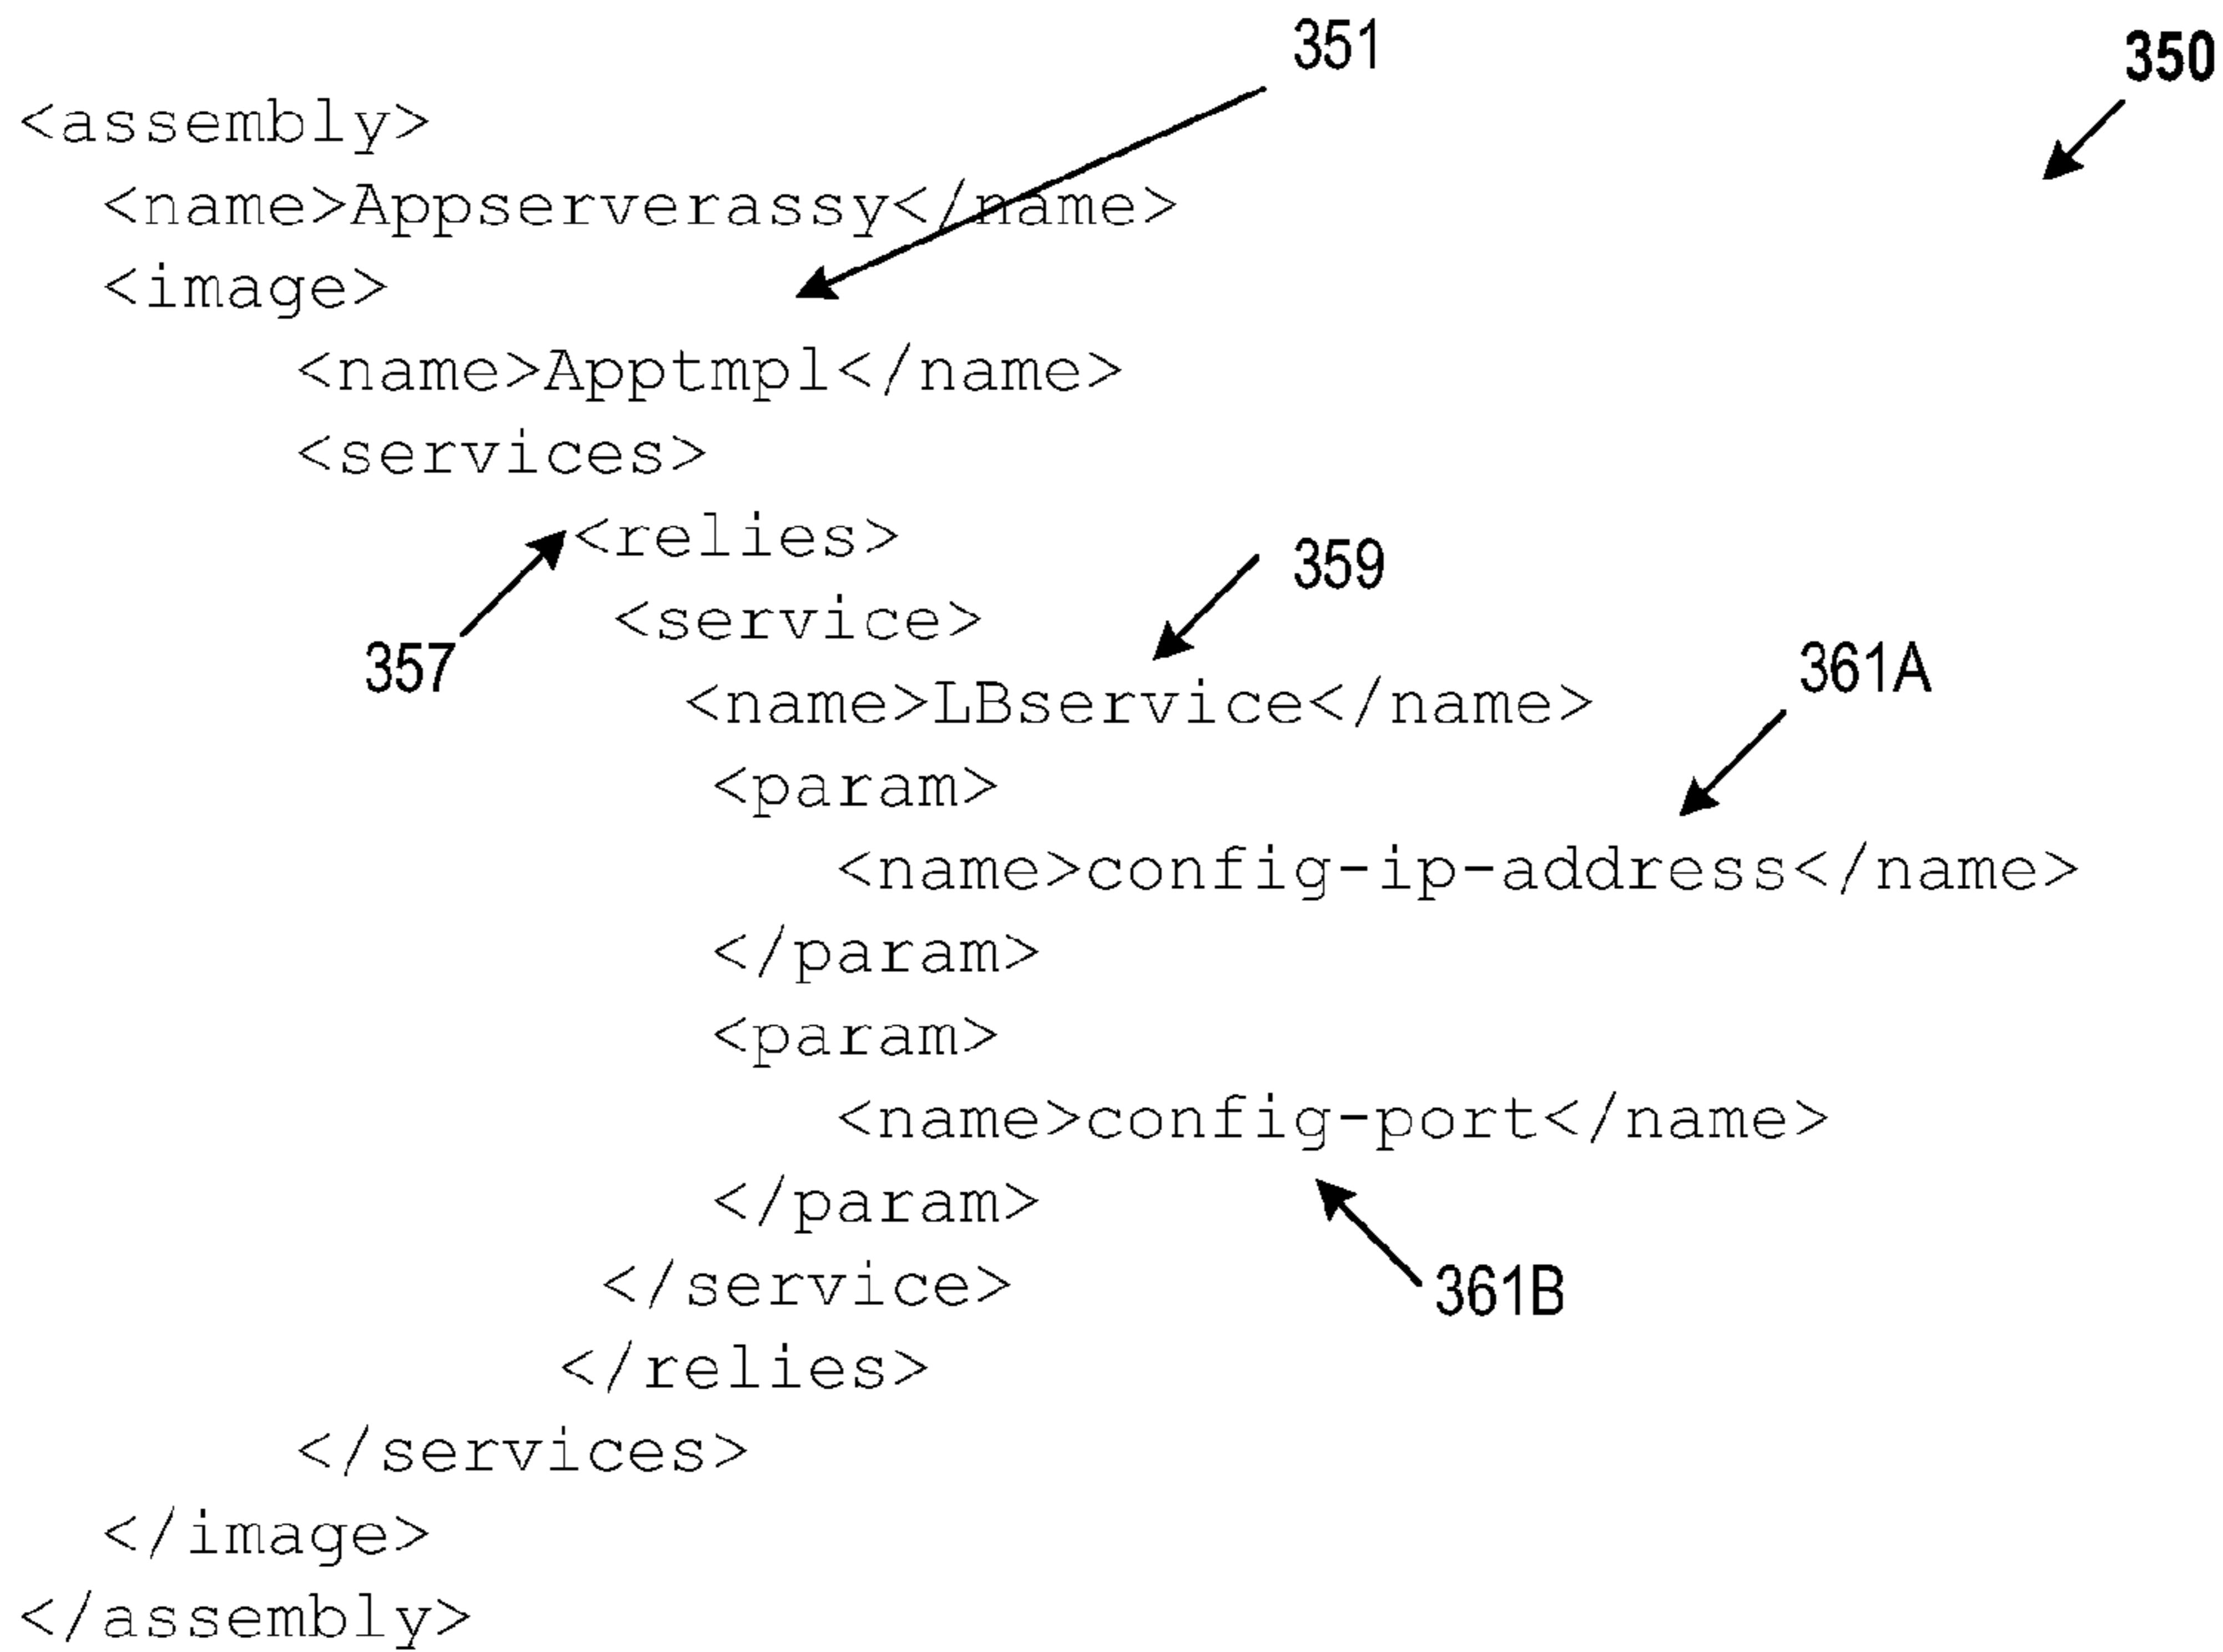 351
350
<assembly>
<name>Appserverassy</name>
<image>
<name>Apptmpl</name>
<services>
<relies>
359
<service>
357
361A
<name>LBservice</name>
<param>
<name>config-ip-address</name>
</param>
<param>
<name>config-port</name>
</param>
</service>
361B
</relies>
</services>
</image>
</assembly>